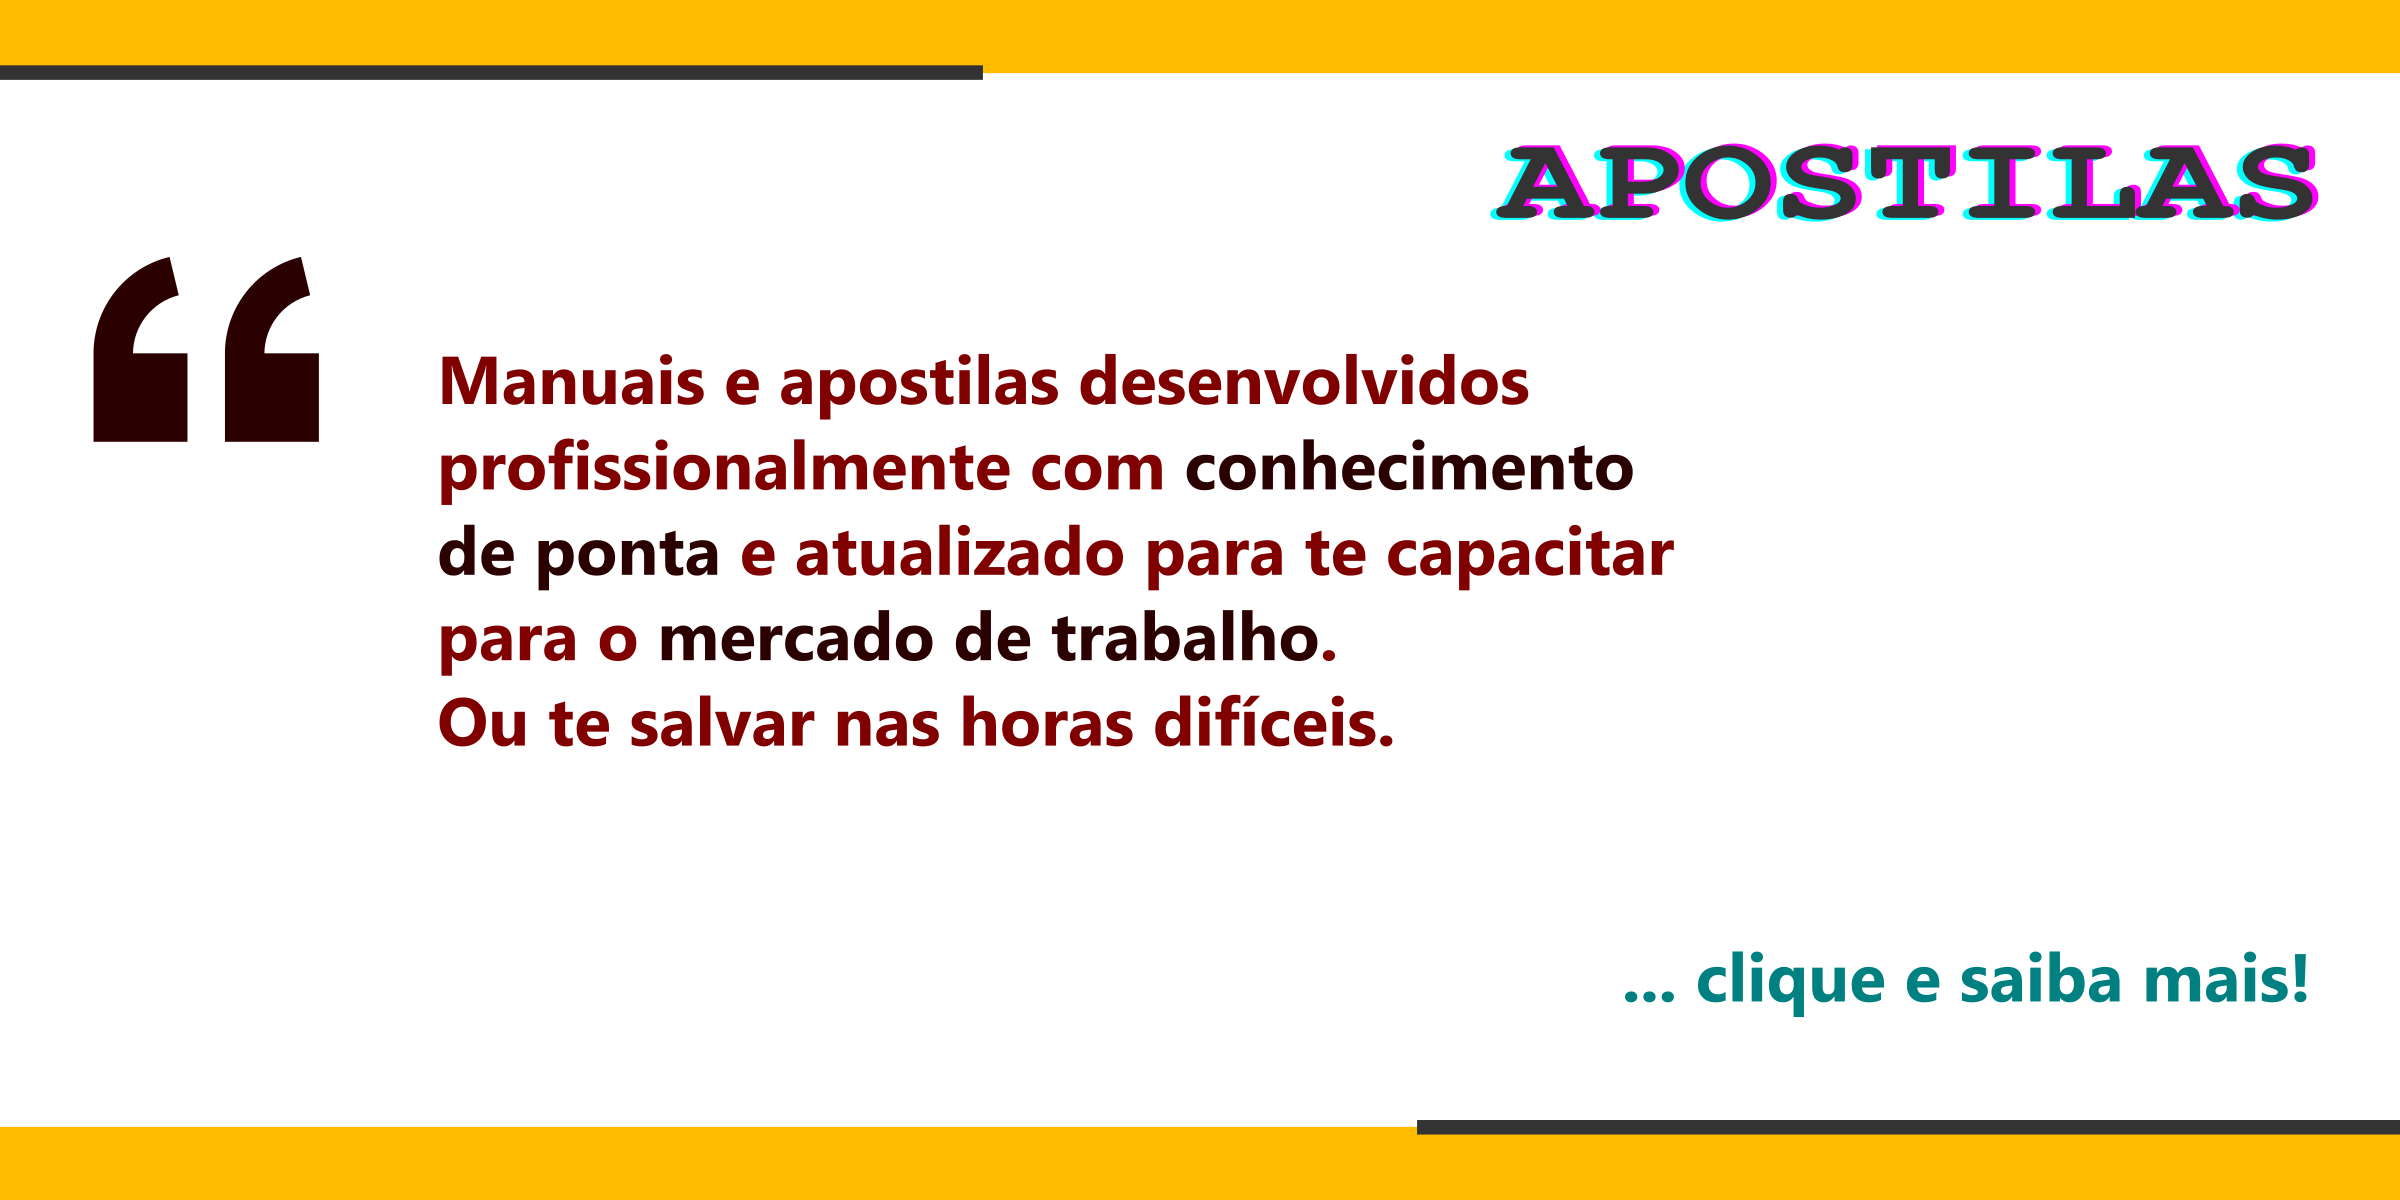 APOSTILAS
“
Manuais e apostilas desenvolvidos
profissionalmente com conhecimento
de ponta e atualizado para te capacitar
para o mercado de trabalho.
Ou te salvar nas horas difíceis.
... clique e saiba mais!